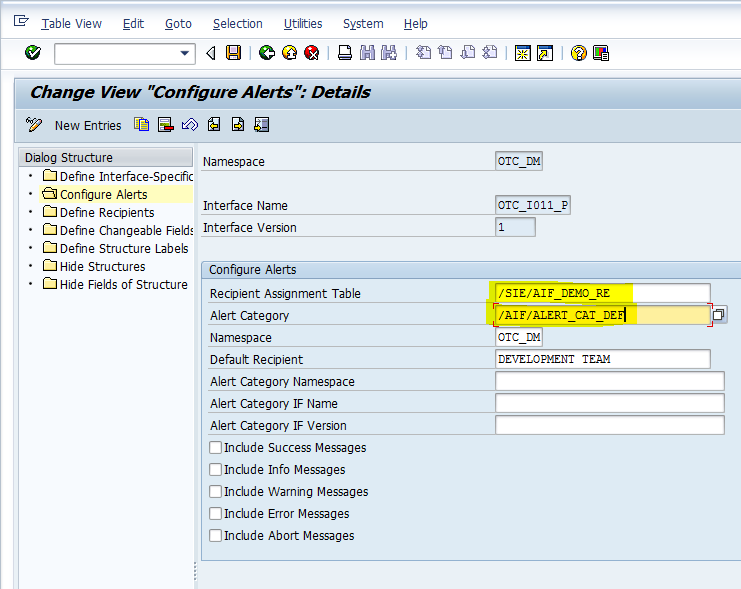 Table View Edit Goto Selection Utilities System Help
Change View "Configure Alerts": Details
New Entries
Dialog Structure
Define Interface-Specific
Configure Alerts
Define Recipients
Define Changeable Fields
Define Structure Labels
Hide Structures
Hide Fields of Structure
Namespace OTC_DM
Interface Name OTC_I011_P
Interface Version 1
Configure Alerts
Recipient Assignment Table /SIE/AIF_DEMO_RE
Alert Category /AIF/ALERT_CAT_DEF
Namespace OTC_DM
Default Recipient DEVELOPMENT TEAM
Alert Category Namespace
Alert Category IF Name
Alert Category IF Version
Include Success Messages
Include Info Messages
Include Warning Messages
Include Error Messages
Include Abort Messages